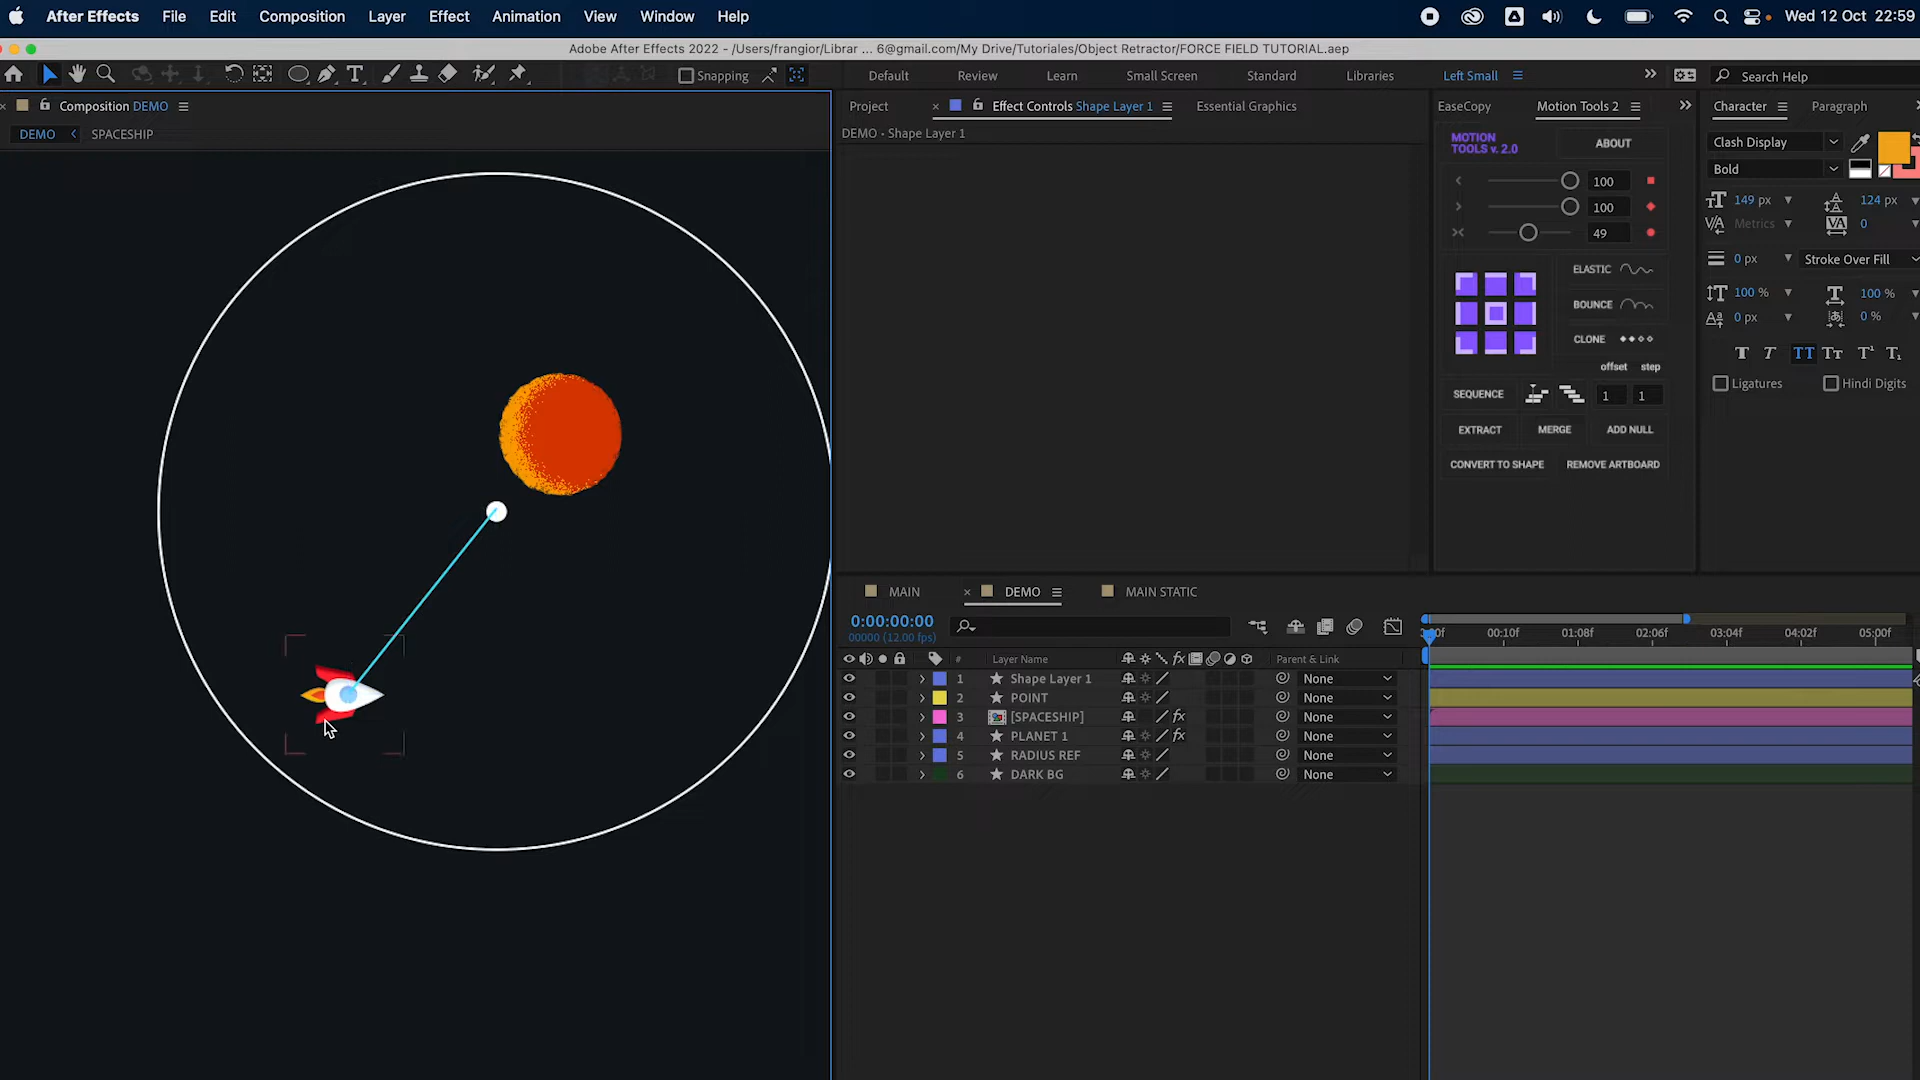 After Effects File Edit Composition Layer Effect Animation View Window Help Wed 12 Oct 22:59
Adobe After Effects 2022 - /Users/frangior/Librar ... 6@gmail.com/My Drive/Tutoriales/Object Retractor/FORCE FIELD TUTORIAL.aep
Snapping Default Review Learn Small Screen Standard Libraries Left Small Search Help
Composition DEMO
DEMO SPACESHIP
Project Effect Controls Shape Layer 1 Essential Graphics
DEMO • Shape Layer 1
EaseCopy Motion Tools 2
MOTION
TOOLS v. 2.0
ABOUT
100
100
49
ELASTIC
BOUNCE
CLONE
offset step
SEQUENCE 1 1
EXTRACT MERGE ADD NULL
CONVERT TO SHAPE REMOVE ARTBOARD
Character Paragraph
Clash Display
Bold
149 px 124 px
Metrics 0
0 px Stroke Over Fill
100 % 100 %
0 px 0 %
Ligatures Hindi Digits
MAIN DEMO MAIN STATIC
0:00:00:00
00000 (12.00 fps)
00:10f 01:08f 02:06f 03:04f 04:02f 05:00f
# Layer Name Parent & Link
1 Shape Layer 1 None
2 POINT None
3 [SPACESHIP] None
4 PLANET 1 None
5 RADIUS REF None
6 DARK BG None